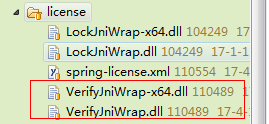 license
LockJniWrap-x64.dll 104249 17-
LockJniWrap.dll 104249 17-1-1
spring-license.xml 110554 17-4
VerifyJniWrap-x64.dll 110489
VerifyJniWrap.dll 110489 17-4-